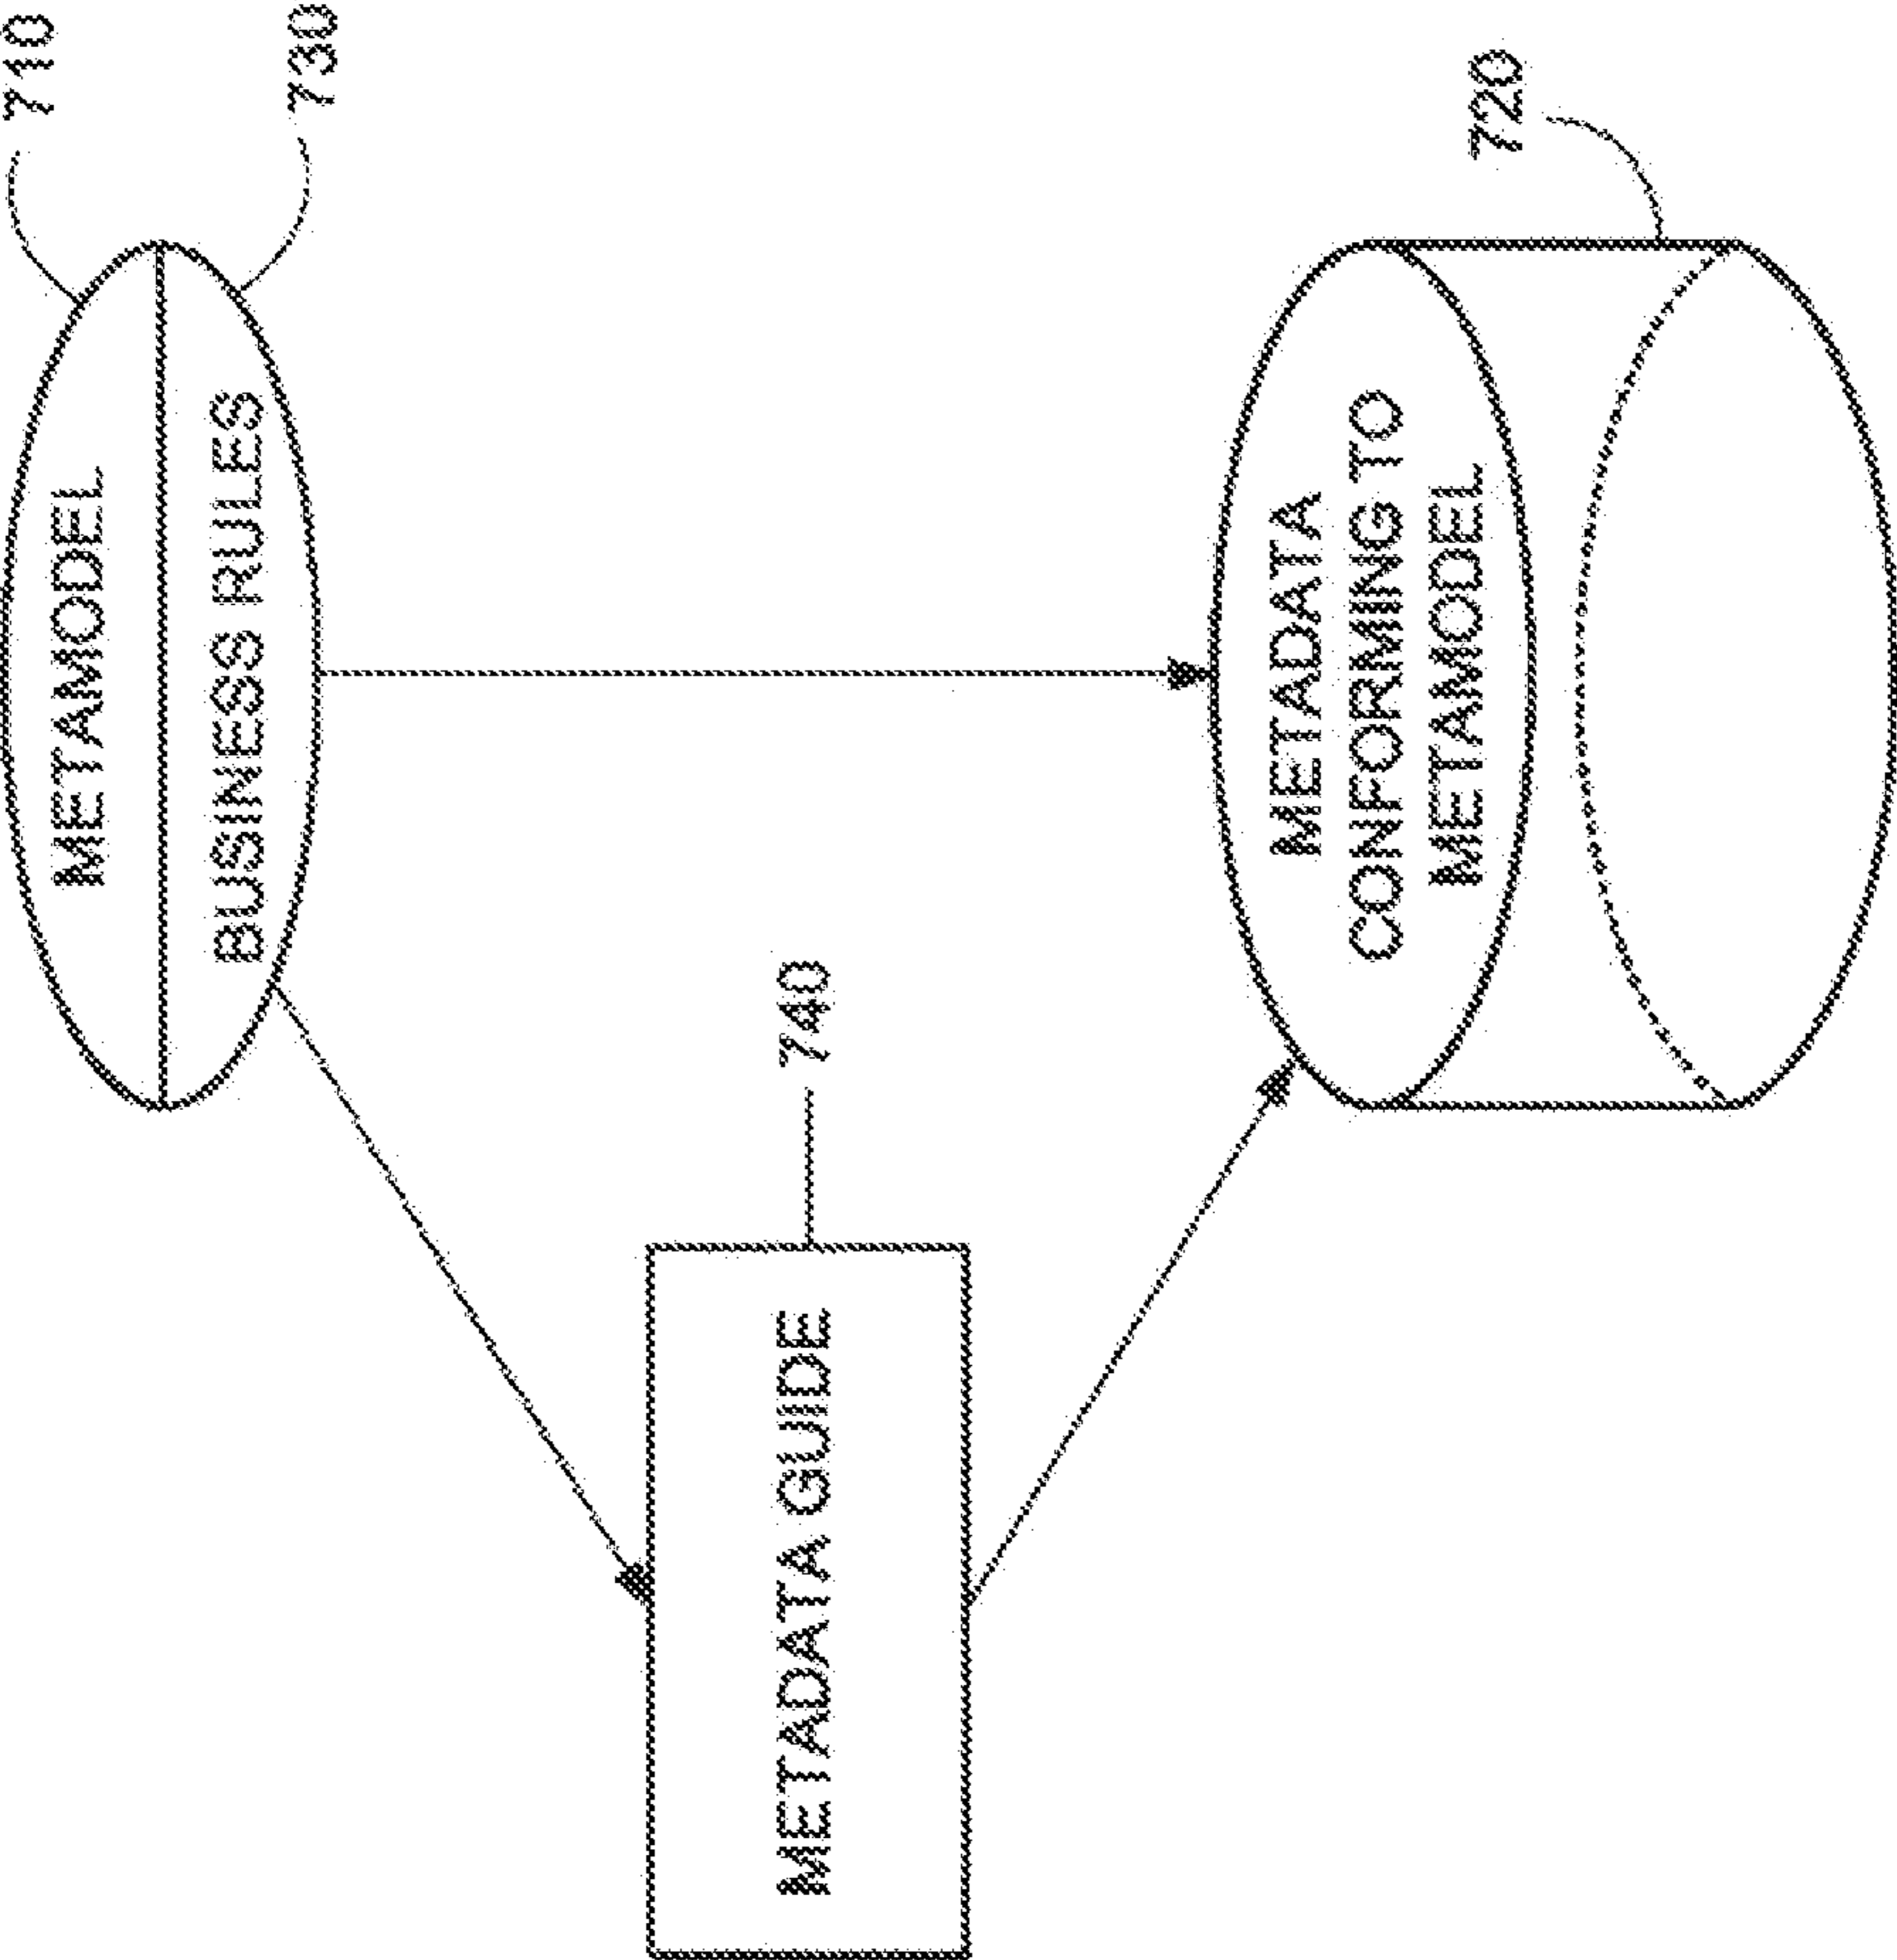 METAMODEL
710
BUSINESS RULES
730
METADATA GUIDE
740
METADATA
CONFORMING TO
METAMODEL
720